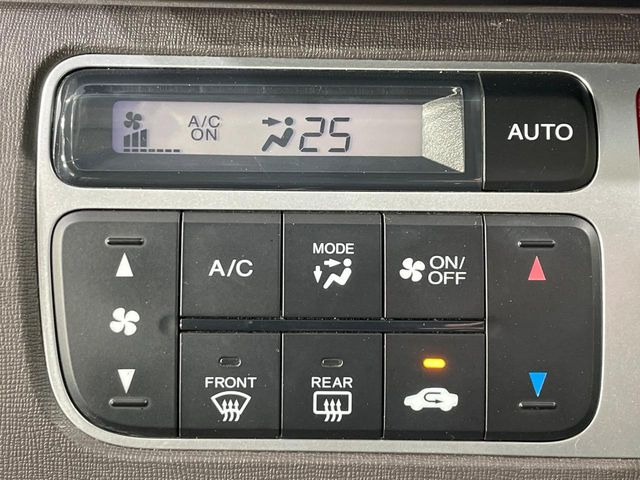 A/C
ON
25
AUTO
A/C
MODE
ON/
OFF
FRONT
REAR